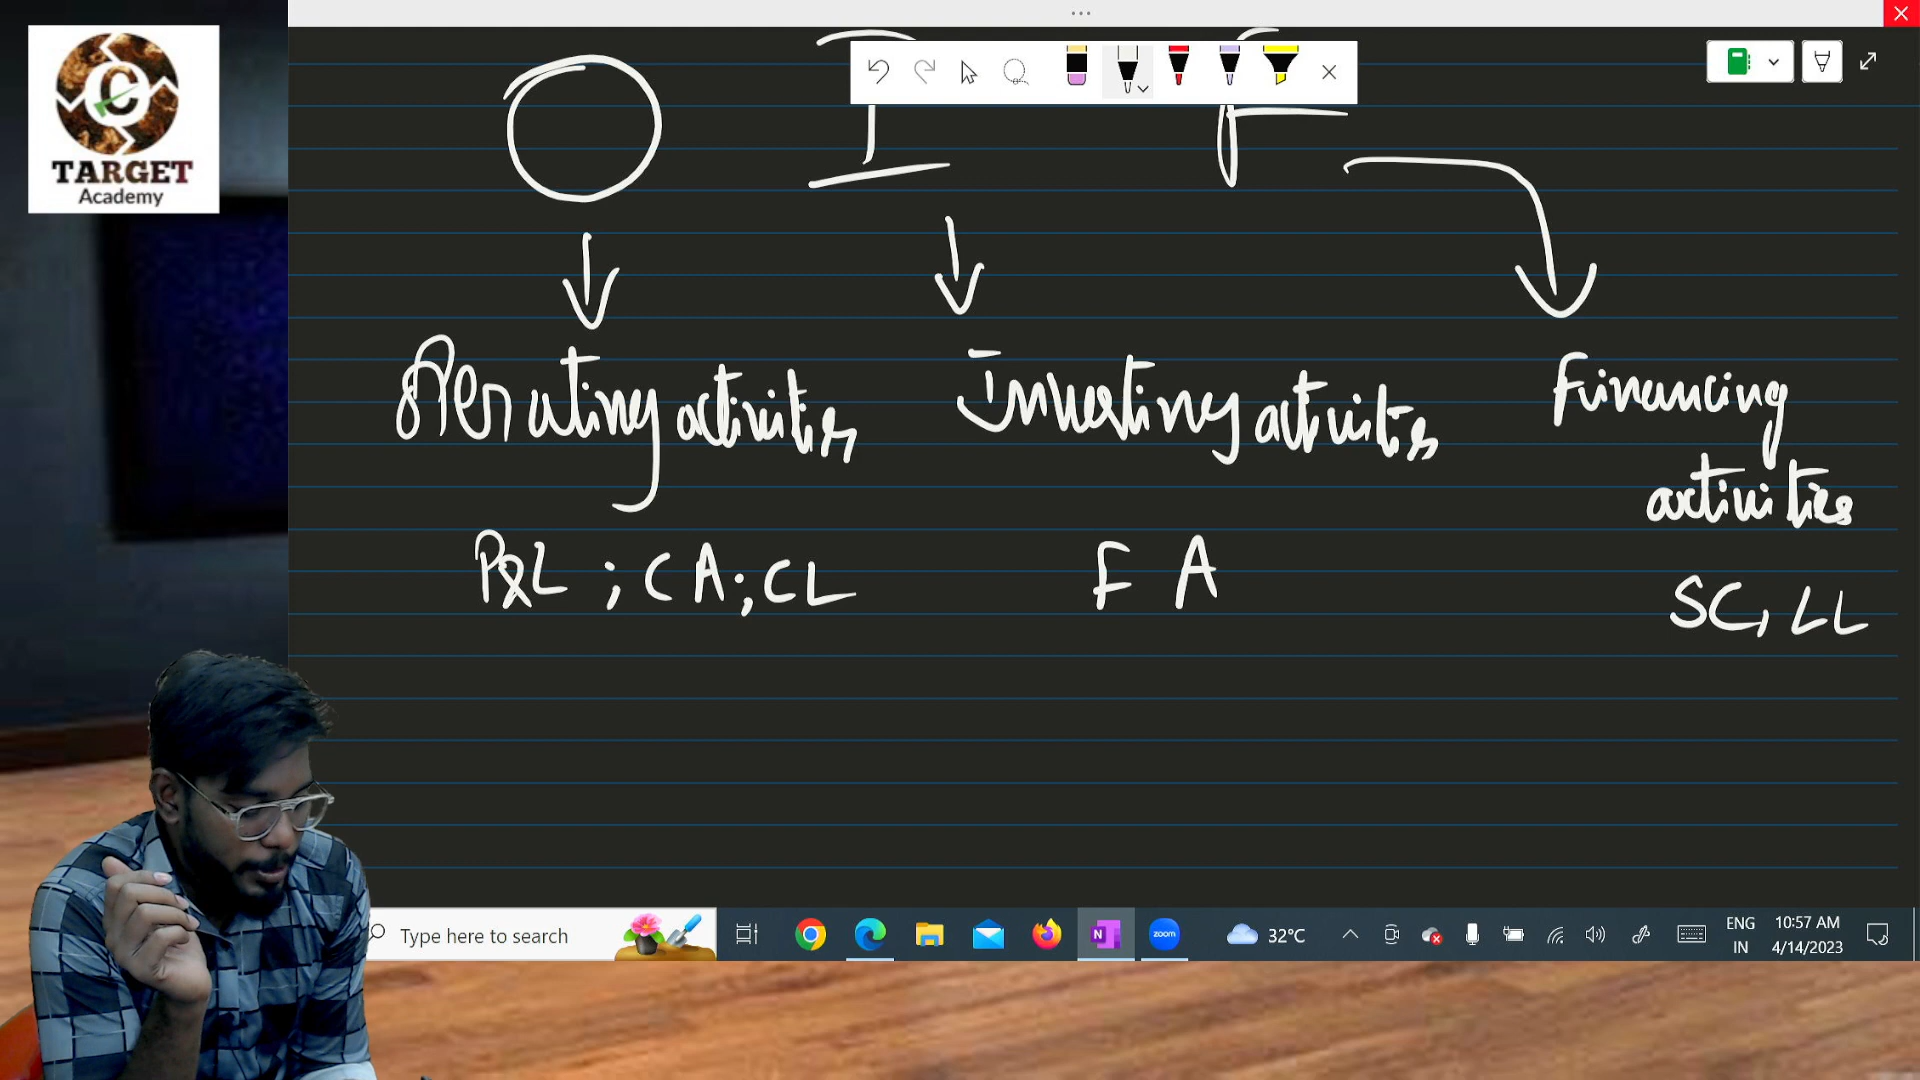 C
TARGET
Academy
O I F
Operating activities
Investing activities
Financing
activities
P&L ; CA ; CL
F A
SC, LL
Type here to search
zoom
32°C
ENG
IN
10:57 AM
4/14/2023